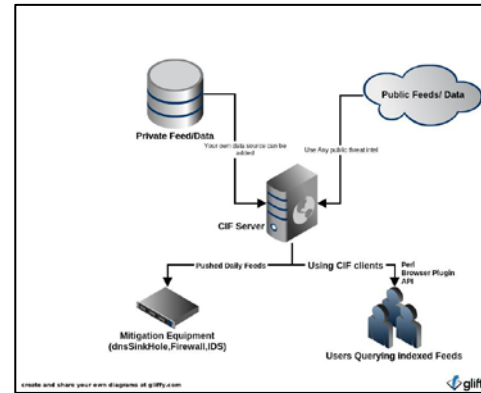 Public Feeds/ Data
Private Feed/Data
Your own data source can be
added
Use Any public threat intel
CIF Server
Pushed Daily Feeds
Using CIF clients
Perl
Browser Plugin
API
Mitigation Equipment
(dnsSinkHole,Firewall,IDS)
Users Querying Indexed Feeds
create and share your own diagrams at gliffy.com
gliffy